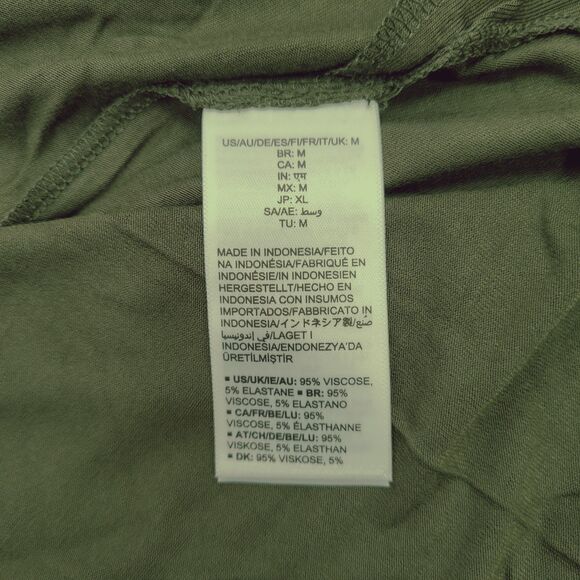 US/AU/DE/ES/FI/FR/IT/UK: M
BR: M
CA: M
IN: एम
MX: M
JP: XL
SA/AE: وسط
TU: M
MADE IN INDONESIA/FEITO
NA INDONÉSIA/FABRIQUÉ EN
INDONÉSIE/IN INDONESIEN
HERGESTELLT/HECHO EN
INDONESIA CON INSUMOS
IMPORTADOS/FABBRICATO IN
INDONESIA/インドネシア製/صُنع
في إندونيسيا/LAGET I
INDONESIA/ENDONEZYA'DA
ÜRETİLMİŞTİR
▪ US/UK/IE/AU: 95% VISCOSE,
5% ELASTANE ▪ BR: 95%
VISCOSE, 5% ELASTANO
▪ CA/FR/BE/LU: 95%
VISCOSE, 5% ÉLASTHANNE
▪ AT/CH/DE/BE/LU: 95%
VISKOSE, 5% ELASTHAN
▪ DK: 95% VISKOSE, 5%